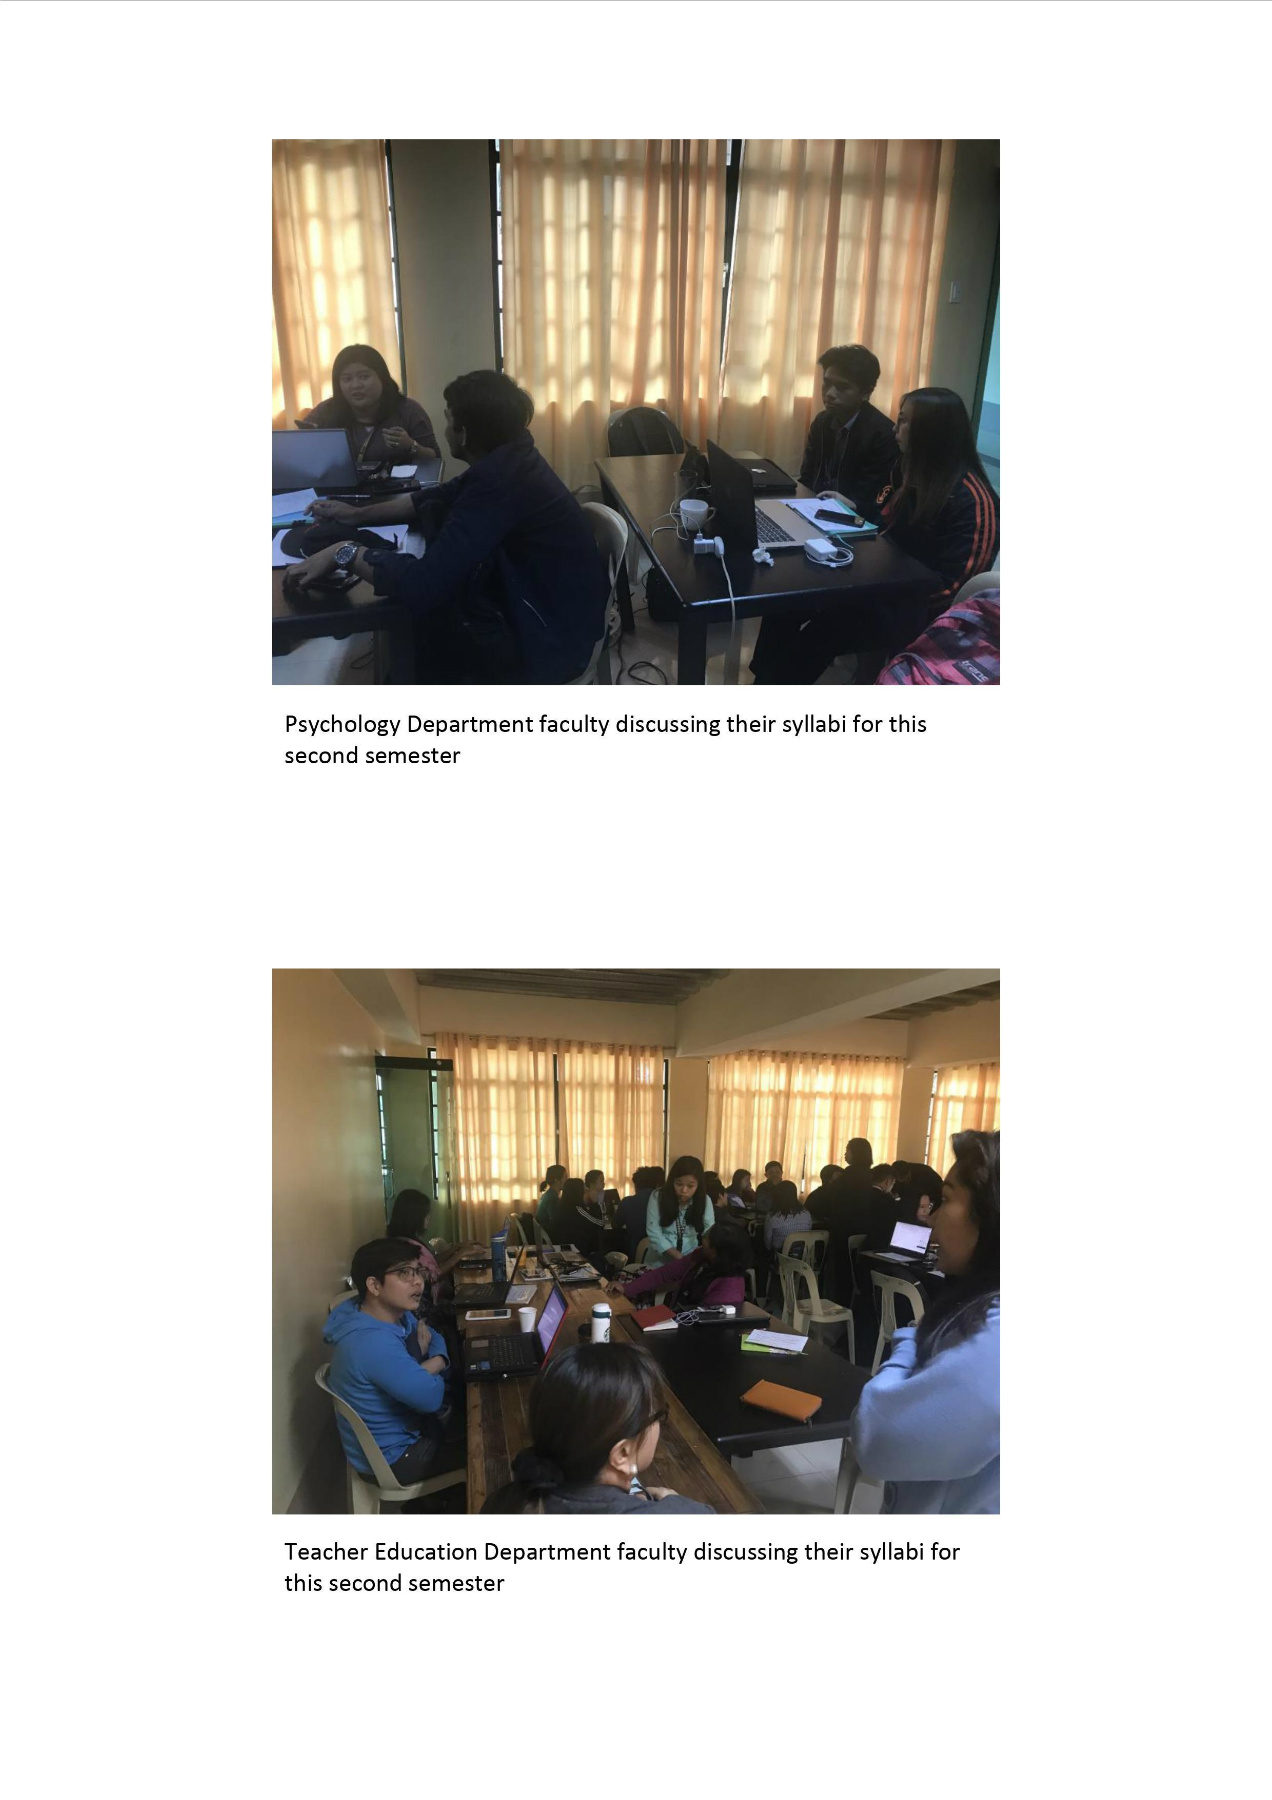 Psychology Department faculty discussing their syllabi for this
second semester
Teacher Education Department faculty discussing their syllabi for
this second semester